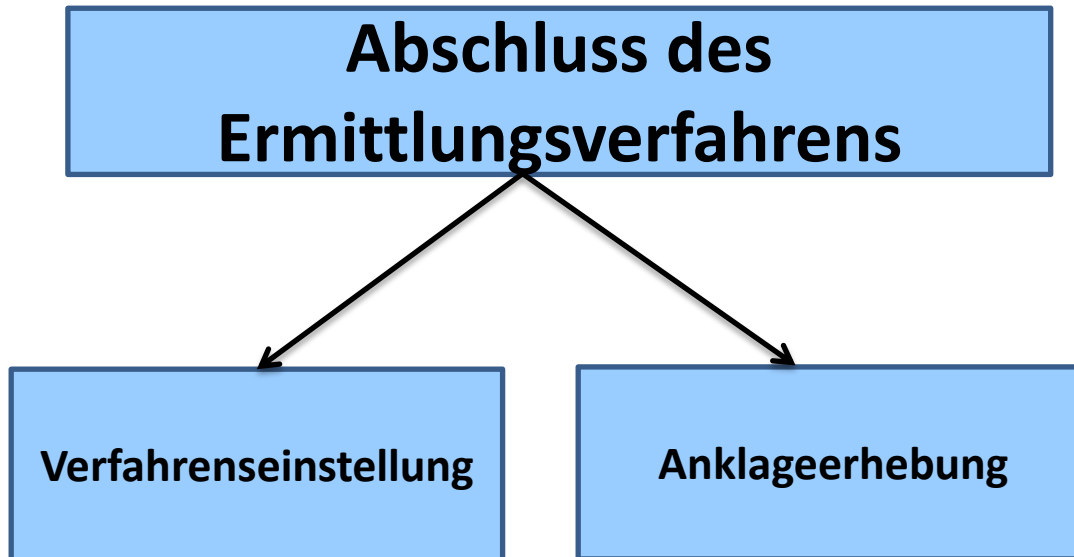 Abschluss des
Ermittlungsverfahrens
Verfahrenseinstellung
Anklageerhebung